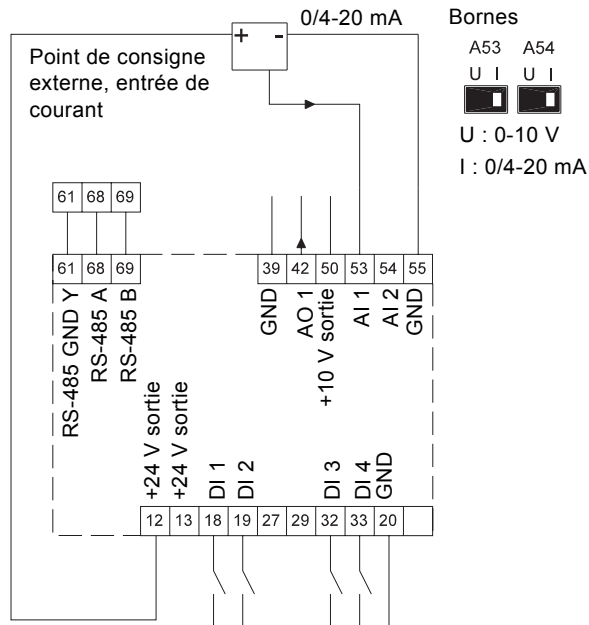 0/4-20 mA
+ -
Point de consigne
externe, entrée de
courant
Bornes
A53 A54
U I U I
U : 0-10 V
I : 0/4-20 mA
61 68 69
61 68 69
39 42 50 53 54 55
RS-485 GND Y
RS-485 A
RS-485 B
GND
AO 1
+10 V sortie
AI 1
AI 2
GND
+24 V sortie
+24 V sortie
DI 1
DI 2
DI 3
DI 4
GND
12 13 18 19 27 29 32 33 20